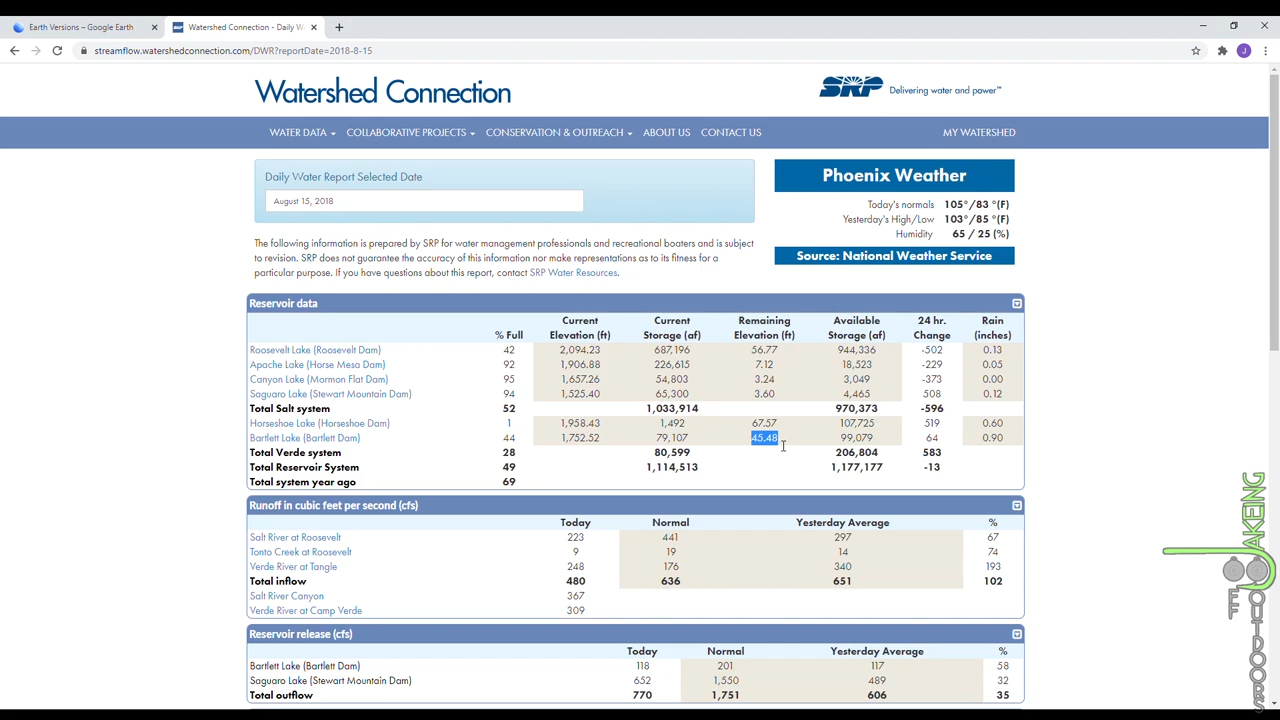 Earth Versions – Google Earth
Watershed Connection - Daily W
streamflow.watershedconnection.com/DWR?reportDate=2018-8-15
J
Watershed Connection
SRP Delivering water and power™
WATER DATA COLLABORATIVE PROJECTS CONSERVATION & OUTREACH ABOUT US CONTACT US MY WATERSHED
Daily Water Report Selected Date
August 15, 2018
Phoenix Weather
Today's normals 105°/83 °(F)
Yesterday's High/Low 103°/85 °(F)
Humidity 65 / 25 (%)
Source: National Weather Service
The following information is prepared by SRP for water management professionals and recreational boaters and is subject
to revision. SRP does not guarantee the accuracy of this information nor make representations as to its fitness for a
particular purpose. If you have questions about this report, contact SRP Water Resources.
Reservoir data
% Full Current Elevation (ft) Current Storage (af) Remaining Elevation (ft) Available Storage (af) 24 hr. Change Rain (inches)
Roosevelt Lake (Roosevelt Dam) 42 2,094.23 687,196 56.77 944,336 -502 0.13
Apache Lake (Horse Mesa Dam) 92 1,906.88 226,615 7.12 18,523 -229 0.05
Canyon Lake (Mormon Flat Dam) 95 1,657.26 54,803 3.24 3,049 -373 0.00
Saguaro Lake (Stewart Mountain Dam) 94 1,525.40 65,300 3.60 4,465 508 0.12
Total Salt system 52 1,033,914 970,373 -596
Horseshoe Lake (Horseshoe Dam) 1 1,958.43 1,492 67.57 107,725 519 0.60
Bartlett Lake (Bartlett Dam) 44 1,752.52 79,107 45.48 99,079 64 0.90
Total Verde system 28 80,599 206,804 583
Total Reservoir System 49 1,114,513 1,177,177 -13
Total system year ago 69
Runoff in cubic feet per second (cfs)
Today Normal Yesterday Average %
Salt River at Roosevelt 223 441 297 67
Tonto Creek at Roosevelt 9 19 14 74
Verde River at Tangle 248 176 340 193
Total inflow 480 636 651 102
Salt River Canyon 367
Verde River at Camp Verde 309
Reservoir release (cfs)
Today Normal Yesterday Average %
Bartlett Lake (Bartlett Dam) 118 201 117 58
Saguaro Lake (Stewart Mountain Dam) 652 1,550 489 32
Total outflow 770 1,751 606 35
JAKEING
OFF
OUTDOORS